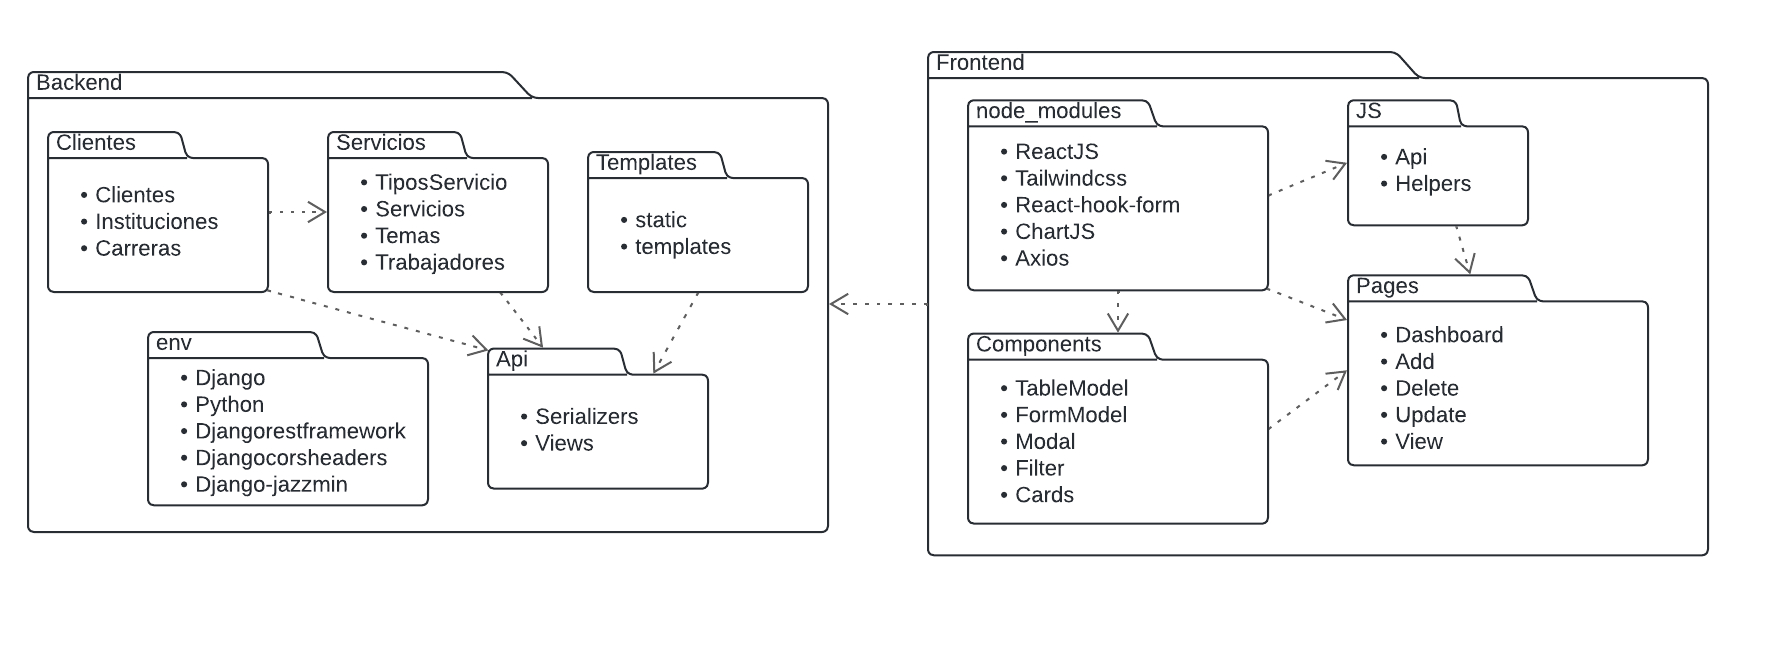 Backend
Clientes
• Clientes
• Instituciones
• Carreras
Servicios
• TiposServicio
• Servicios
• Temas
• Trabajadores
Templates
• static
• templates
env
• Django
• Python
• Djangorestframework
• Djangocorsheaders
• Django-jazzmin
Api
• Serializers
• Views
Frontend
node_modules
• ReactJS
• Tailwindcss
• React-hook-form
• ChartJS
• Axios
JS
• Api
• Helpers
Components
• TableModel
• FormModel
• Modal
• Filter
• Cards
Pages
• Dashboard
• Add
• Delete
• Update
• View